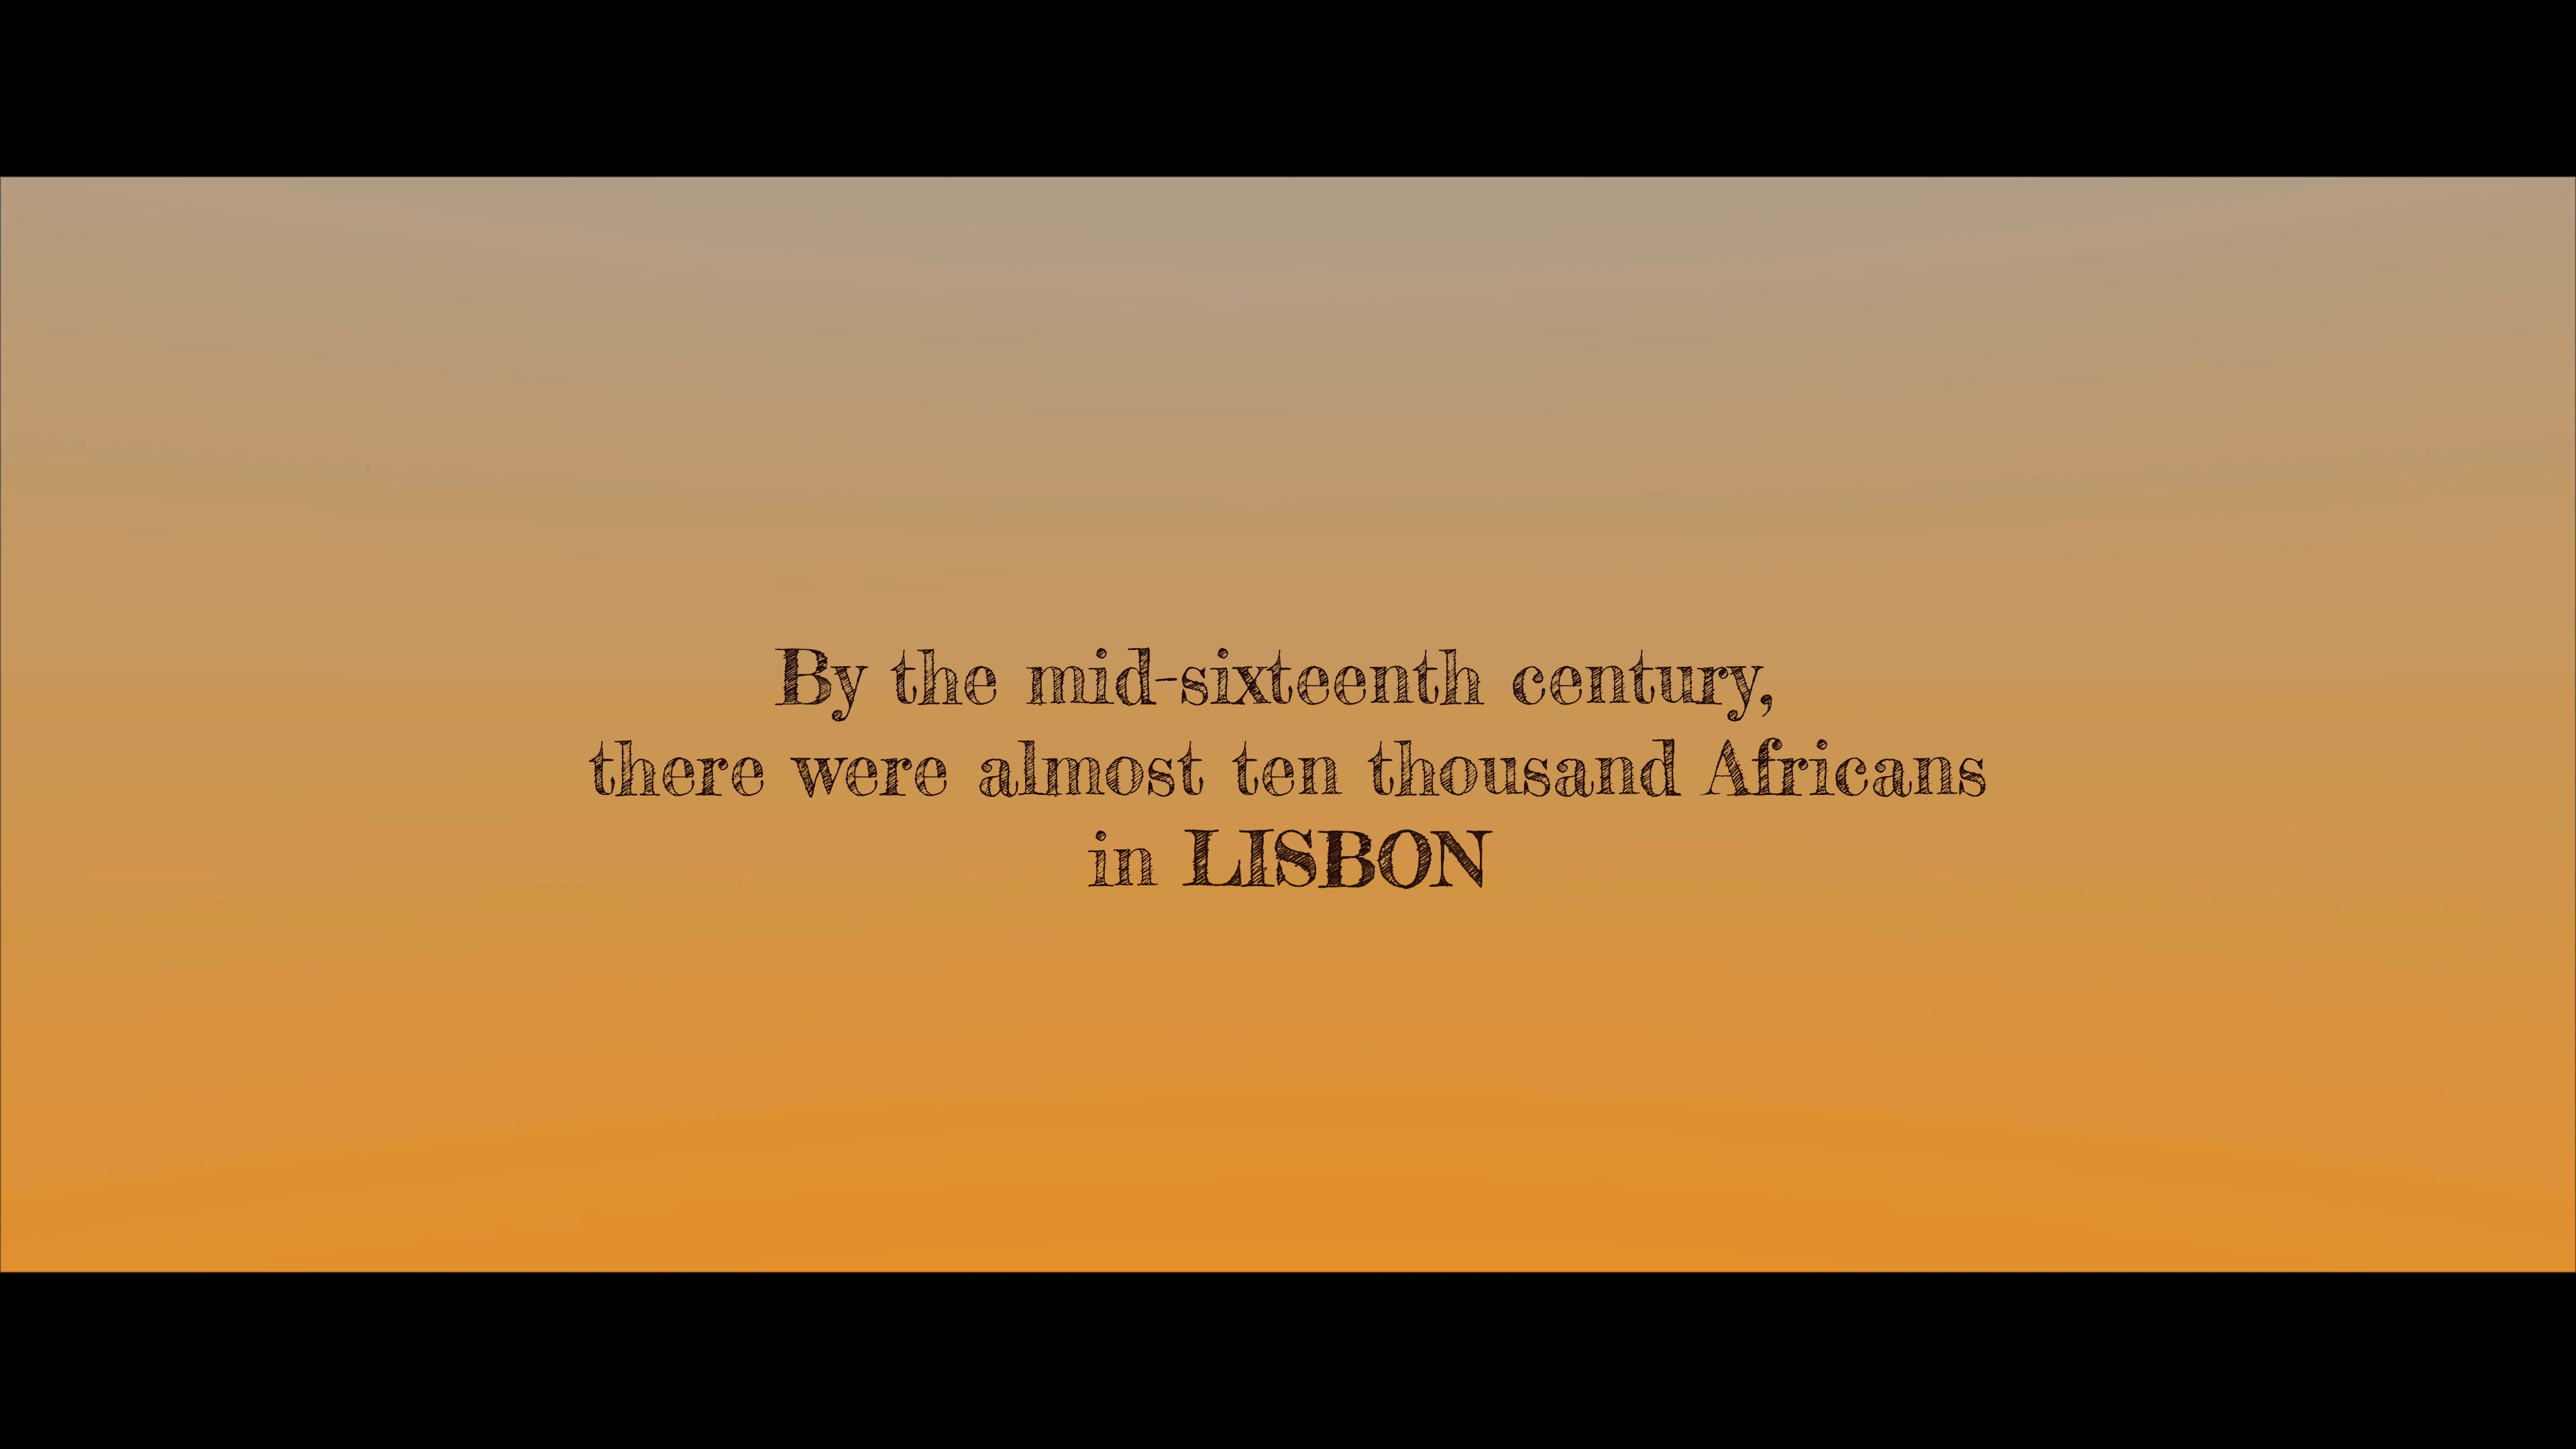 By the mid-sixteenth century,
there were almost ten thousand Africans
in LISBON